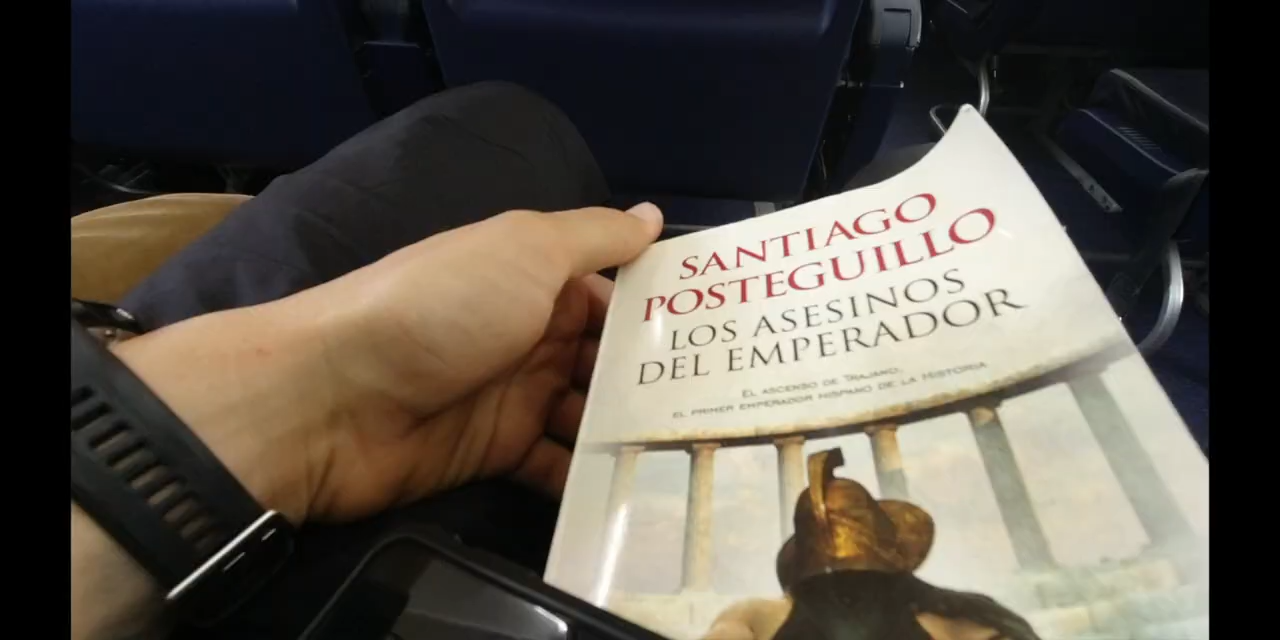 SANTIAGO
POSTEGUILLO
LOS ASESINOS
DEL EMPERADOR
EL ASCENSO DE TRAJANO,
EL PRIMER EMPERADOR HISPANO DE LA HISTORIA